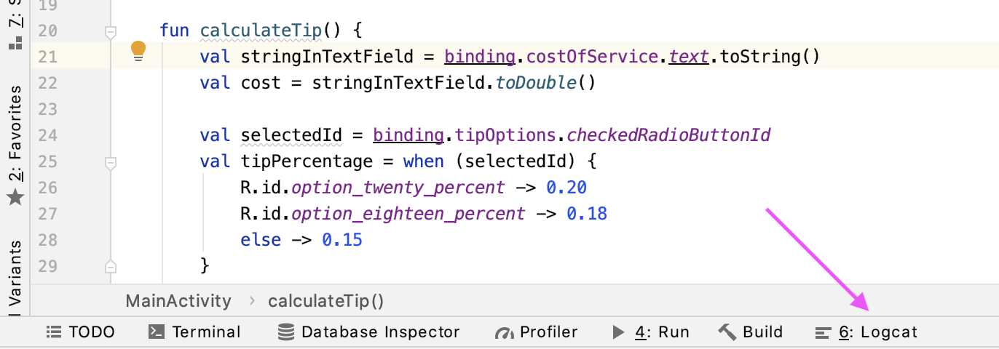 19
20 fun calculateTip() {
21 val stringInTextField = binding.costOfService.text.toString()
22 val cost = stringInTextField.toDouble()
23
24 val selectedId = binding.tipOptions.checkedRadioButtonId
25 val tipPercentage = when (selectedId) {
26 R.id.option_twenty_percent -> 0.20
27 R.id.option_eighteen_percent -> 0.18
28 else -> 0.15
29 }
7: S
2: Favorites
Variants
MainActivity › calculateTip()
TODO Terminal Database Inspector Profiler 4: Run Build 6: Logcat